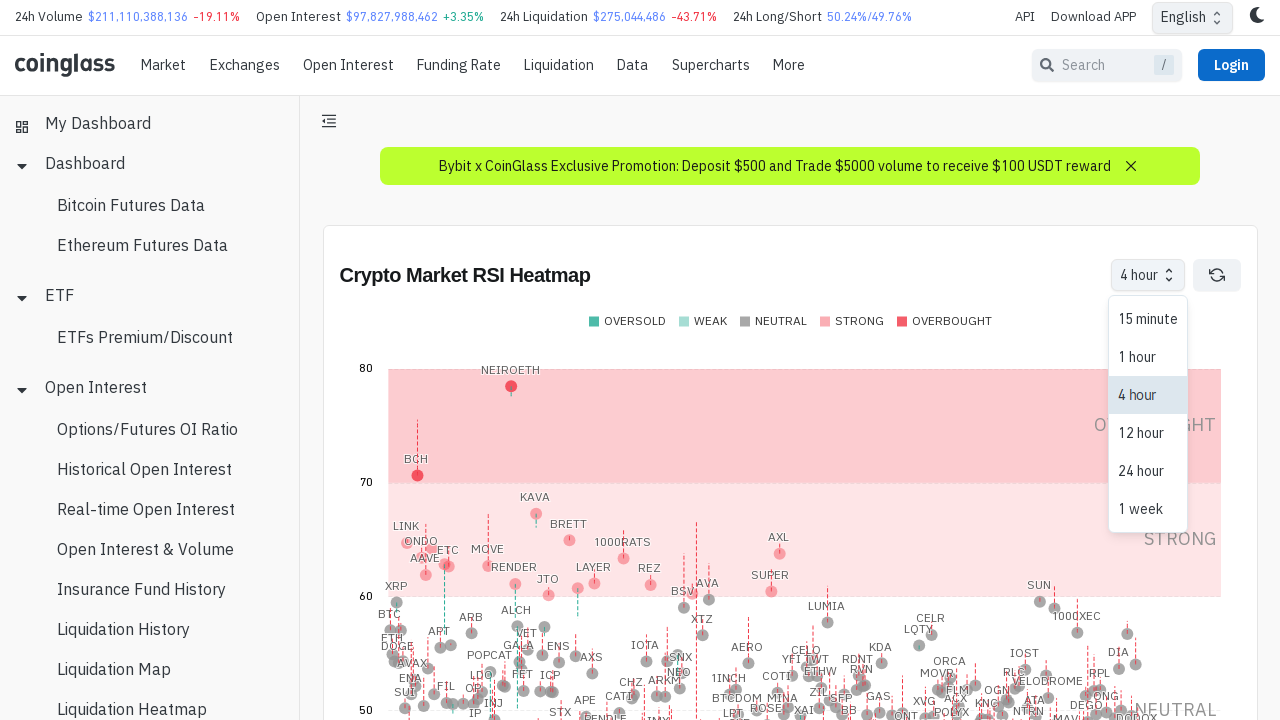 24h Volume $211,110,388,136 -19.11% Open Interest $97,827,988,462 +3.35% 24h Liquidation $275,044,486 -43.71% 24h Long/Short 50.24%/49.76% API Download APP English
coinglass Market Exchanges Open Interest Funding Rate Liquidation Data Supercharts More Search / Login
My Dashboard
Dashboard
Bitcoin Futures Data
Ethereum Futures Data
ETF
ETFs Premium/Discount
Open Interest
Options/Futures OI Ratio
Historical Open Interest
Real-time Open Interest
Open Interest & Volume
Insurance Fund History
Liquidation History
Liquidation Map
Liquidation Heatmap
Bybit x CoinGlass Exclusive Promotion: Deposit $500 and Trade $5000 volume to receive $100 USDT reward
Crypto Market RSI Heatmap
4 hour
15 minute
1 hour
4 hour
12 hour
24 hour
1 week
OVERSOLD WEAK NEUTRAL STRONG OVERBOUGHT
80
NEIROETH
BCH
70
KAVA
LINK
BRETT
ONDO
1000RATS
AXL
STRONG
ETC
MOVE
AAVE
RENDER
LAYER
REZ
JTO
SUPER
XRP
BSV
AVA
SUN
60
LUMIA
BTC
ALCH
ARB
XTZ
CELR
1000XEC
APT
VET
LQTY
ETH
DOGE
GALA
ENS
IOTA
AERO
CELO
KDA
POPCAT
AXS
SNX
YFI
TWT
RDNT
IOST
DIA
AVAX
ORCA
FET
ICP
NEO
ETHW
RVN
ENA
1INCH
COTI
MOVR
RLC
RPL
ARKM
VELODROME
SUI
FIL
OP
CHZ
ZIL
FLM
OGN
CATI
BTCDOM
MINA
SEP
GAS
ACX
ONG
INJ
APE
XVG
KNC
ATA
DEGO
50
IP
STX
ROSE
XAI
BB
POLYX
NTRN
NEUTRAL